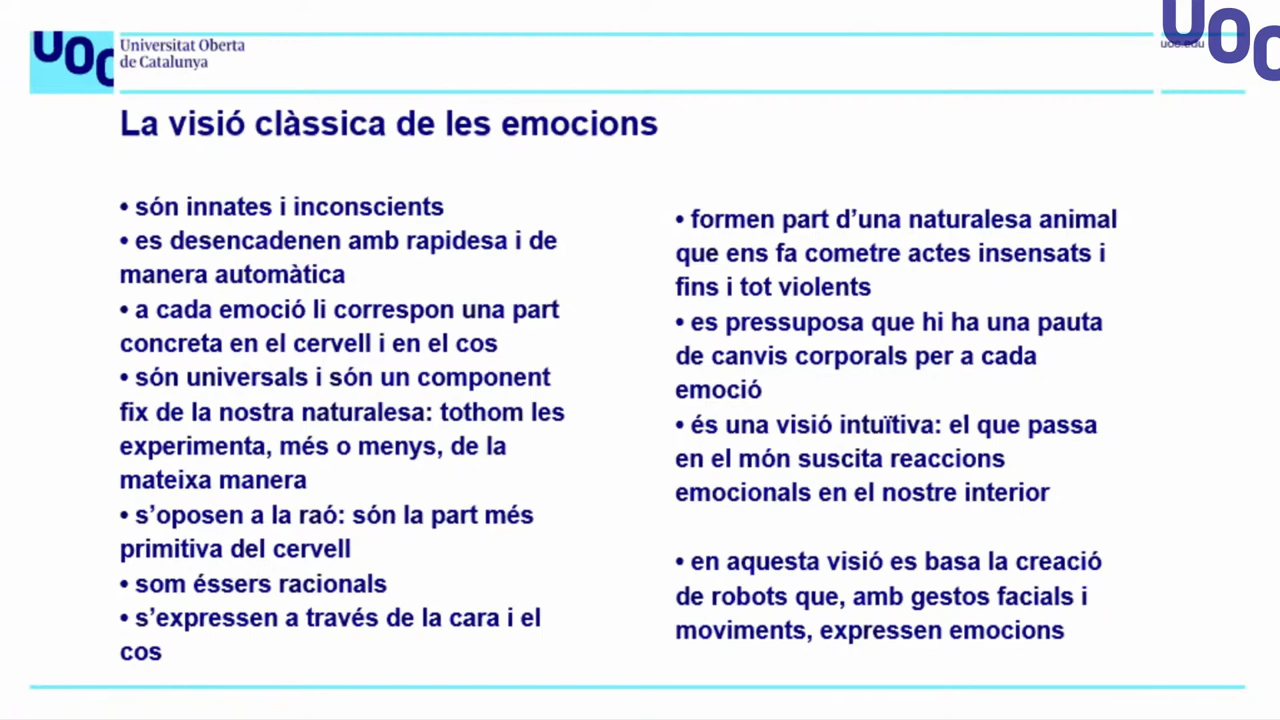 UOC
Universitat Oberta
de Catalunya
uoc.edu
UOC
La visió clàssica de les emocions
• són innates i inconscients
• es desencadenen amb rapidesa i de
manera automàtica
• a cada emoció li correspon una part
concreta en el cervell i en el cos
• són universals i són un component
fix de la nostra naturalesa: tothom les
experimenta, més o menys, de la
mateixa manera
• s’oposen a la raó: són la part més
primitiva del cervell
• som éssers racionals
• s’expressen a través de la cara i el
cos
• formen part d’una naturalesa animal
que ens fa cometre actes insensats i
fins i tot violents
• es pressuposa que hi ha una pauta
de canvis corporals per a cada
emoció
• és una visió intuïtiva: el que passa
en el món suscita reaccions
emocionals en el nostre interior
• en aquesta visió es basa la creació
de robots que, amb gestos facials i
moviments, expressen emocions